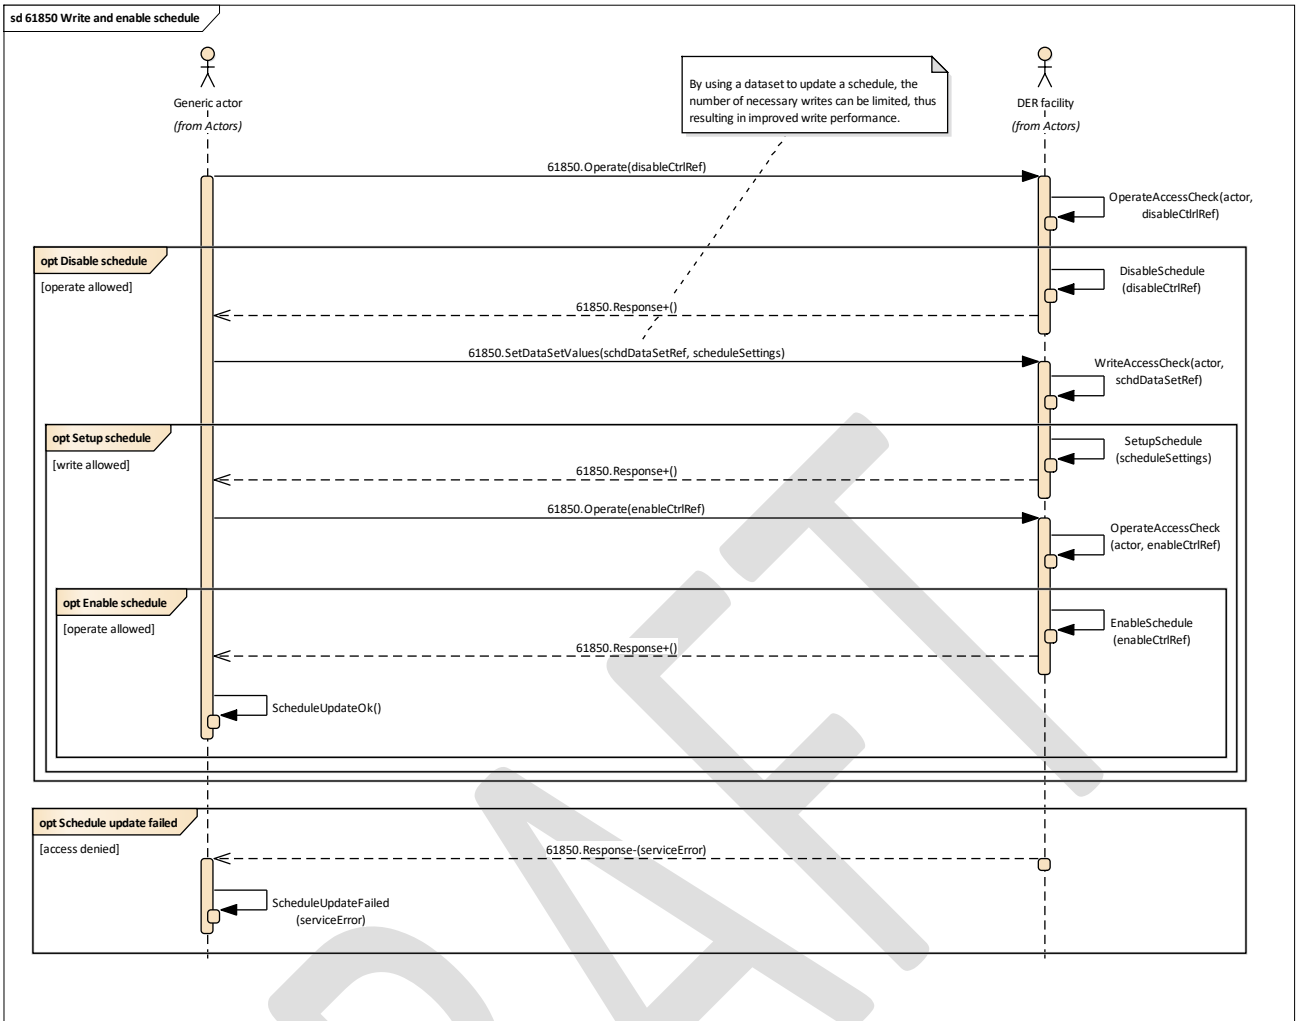 sd 61850 Write and enable schedule
Generic actor
(from Actors)
By using a dataset to update a schedule, the
number of necessary writes can be limited, thus
resulting in improved write performance.
DER facility
(from Actors)
61850.Operate(disableCtrlRef)
OperateAccessCheck(actor,
disableCtlrlRef)
opt Disable schedule
[operate allowed]
DisableSchedule
(disableCtrlRef)
61850.Response+()
61850.SetDataSetValues(schdDataSetRef, scheduleSettings)
WriteAccessCheck(actor,
schdDataSetRef)
opt Setup schedule
[write allowed]
SetupSchedule
(scheduleSettings)
61850.Response+()
61850.Operate(enableCtrlRef)
OperateAccessCheck
(actor, enableCtrlRef)
opt Enable schedule
[operate allowed]
EnableSchedule
(enableCtrlRef)
61850.Response+()
ScheduleUpdateOk()
opt Schedule update failed
[access denied]
61850.Response-(serviceError)
ScheduleUpdateFailed
(serviceError)
DRAFT